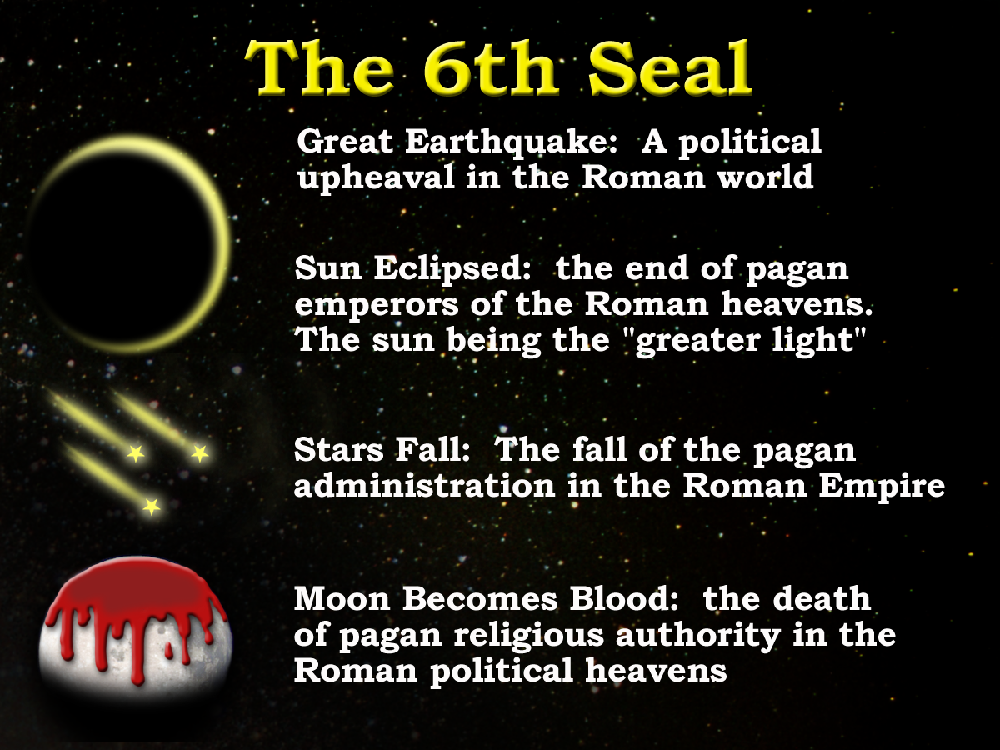 The 6th Seal
Great Earthquake:  A political
upheaval in the Roman world
Sun Eclipsed:  the end of pagan
emperors of the Roman heavens.
The sun being the "greater light"
Stars Fall:  The fall of the pagan
administration in the Roman Empire
Moon Becomes Blood:  the death
of pagan religious authority in the
Roman political heavens